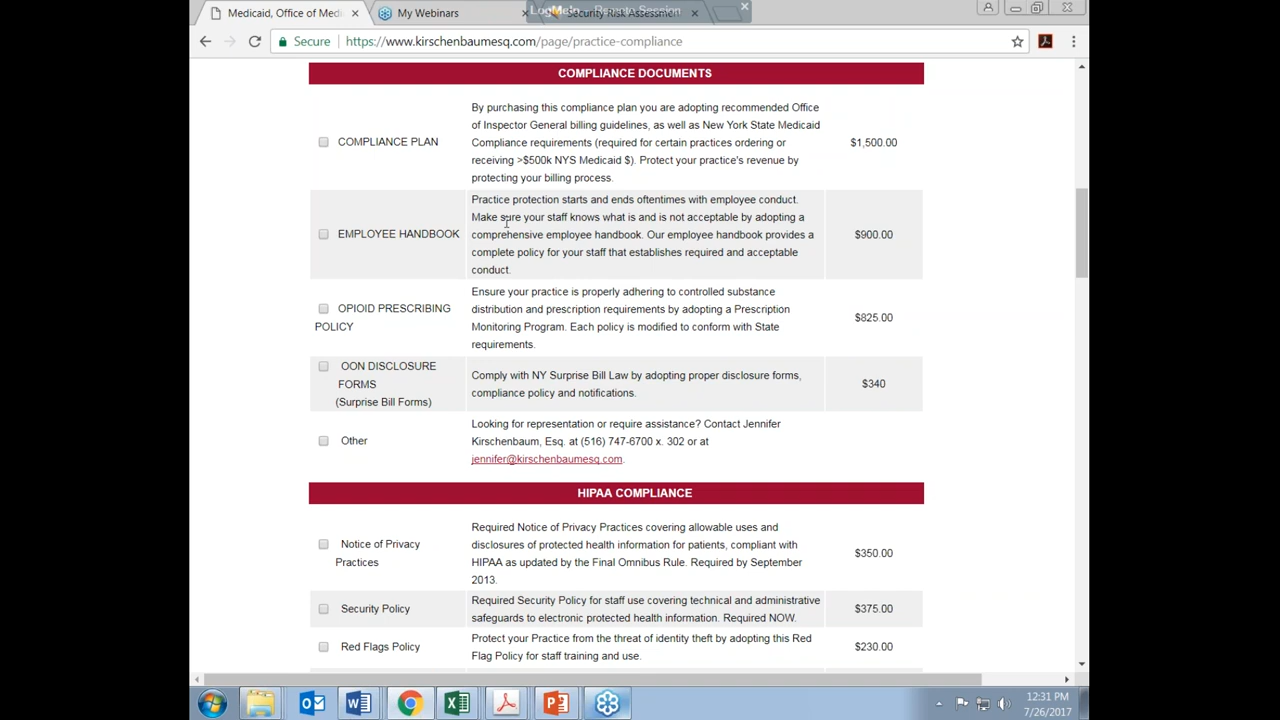 Medicaid, Office of Medi
My Webinars
LogMeIn - Remote Session
Security Risk Assessme
Secure
https://www.kirschenbaumesq.com/page/practice-compliance
COMPLIANCE DOCUMENTS
By purchasing this compliance plan you are adopting recommended Office
of Inspector General billing guidelines, as well as New York State Medicaid
COMPLIANCE PLAN
Compliance requirements (required for certain practices ordering or
$1,500.00
receiving >$500k NYS Medicaid $). Protect your practice's revenue by
protecting your billing process.
Practice protection starts and ends oftentimes with employee conduct.
Make sure your staff knows what is and is not acceptable by adopting a
EMPLOYEE HANDBOOK
comprehensive employee handbook. Our employee handbook provides a
$900.00
complete policy for your staff that establishes required and acceptable
conduct.
OPIOID PRESCRIBING
POLICY
Ensure your practice is properly adhering to controlled substance
distribution and prescription requirements by adopting a Prescription
Monitoring Program. Each policy is modified to conform with State
requirements.
$825.00
OON DISCLOSURE
FORMS
(Surprise Bill Forms)
Comply with NY Surprise Bill Law by adopting proper disclosure forms,
compliance policy and notifications.
$340
Other
Looking for representation or require assistance? Contact Jennifer
Kirschenbaum, Esq. at (516) 747-6700 x. 302 or at
jennifer@kirschenbaumesq.com.
HIPAA COMPLIANCE
Notice of Privacy
Practices
Required Notice of Privacy Practices covering allowable uses and
disclosures of protected health information for patients, compliant with
HIPAA as updated by the Final Omnibus Rule. Required by September
2013.
$350.00
Security Policy
Required Security Policy for staff use covering technical and administrative
safeguards to electronic protected health information. Required NOW.
$375.00
Red Flags Policy
Protect your Practice from the threat of identity theft by adopting this Red
Flag Policy for staff training and use.
$230.00
12:31 PM
7/26/2017